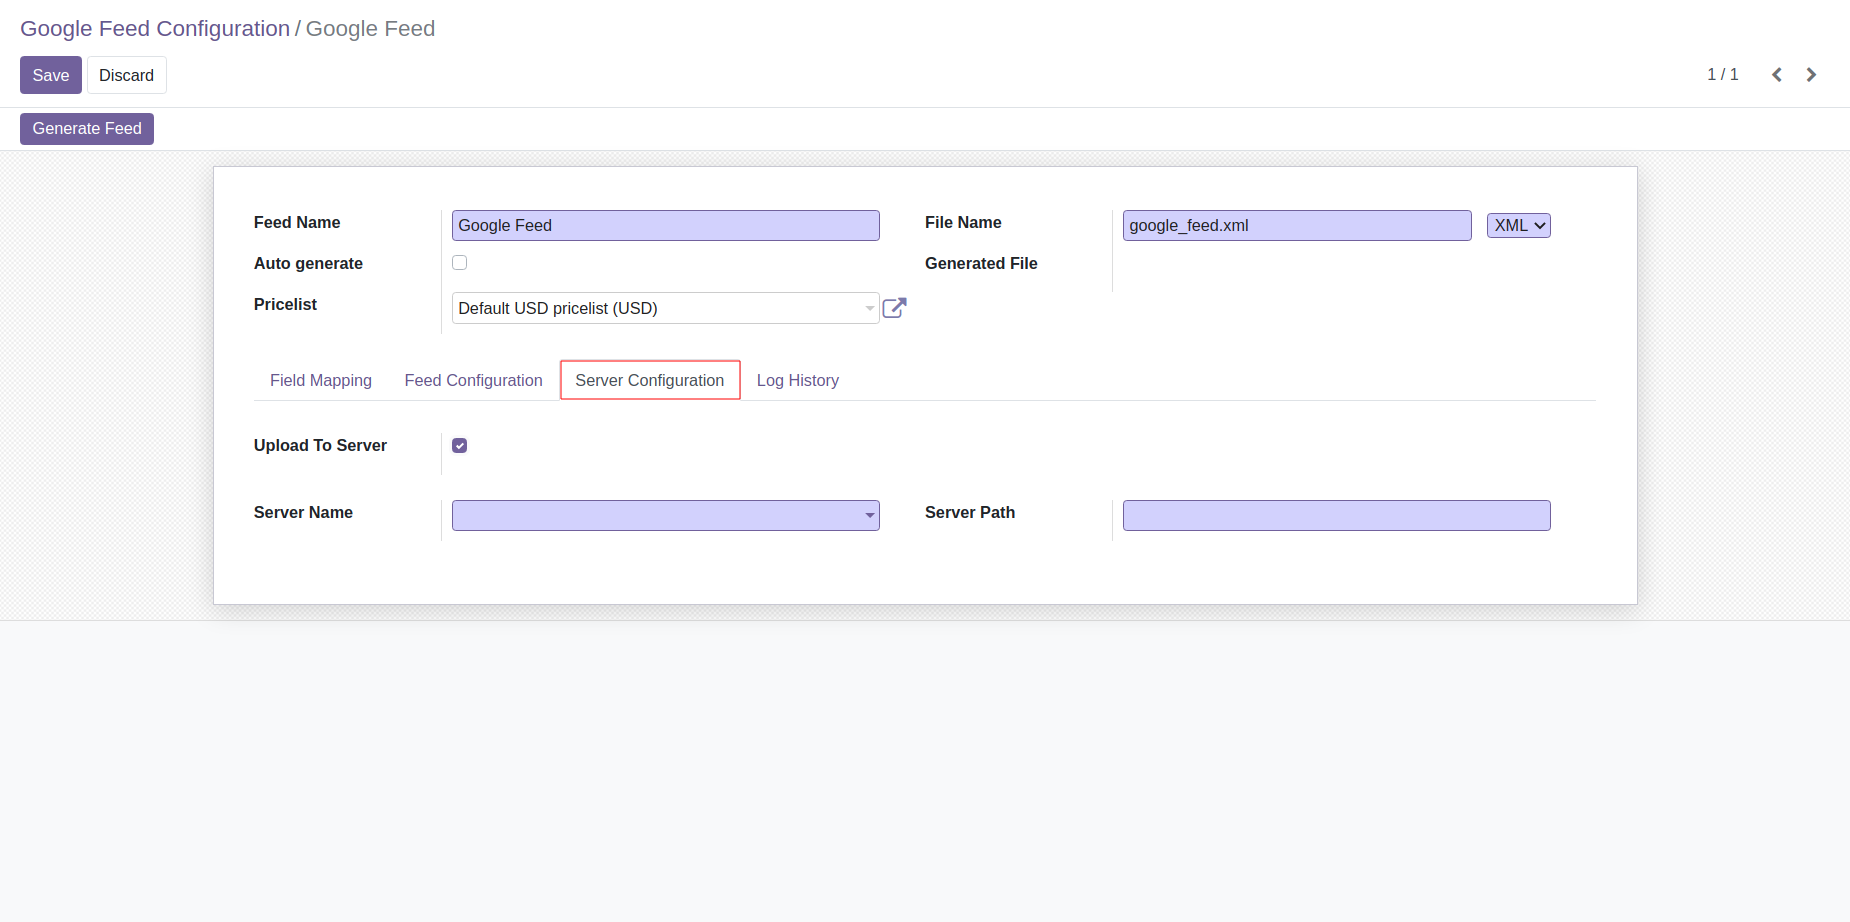 Google Feed Configuration / Google Feed
Save Discard 1 / 1
Generate Feed
Feed Name Google Feed File Name google_feed.xml XML
Auto generate Generated File
Pricelist Default USD pricelist (USD)
Field Mapping Feed Configuration Server Configuration Log History
Upload To Server
Server Name Server Path